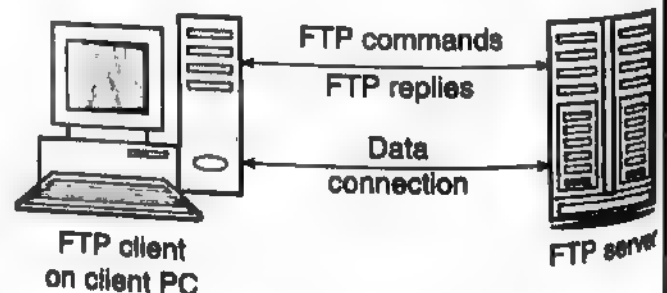 FTP commands
FTP replies
Data
connection
FTP client
on client PC
FTP server